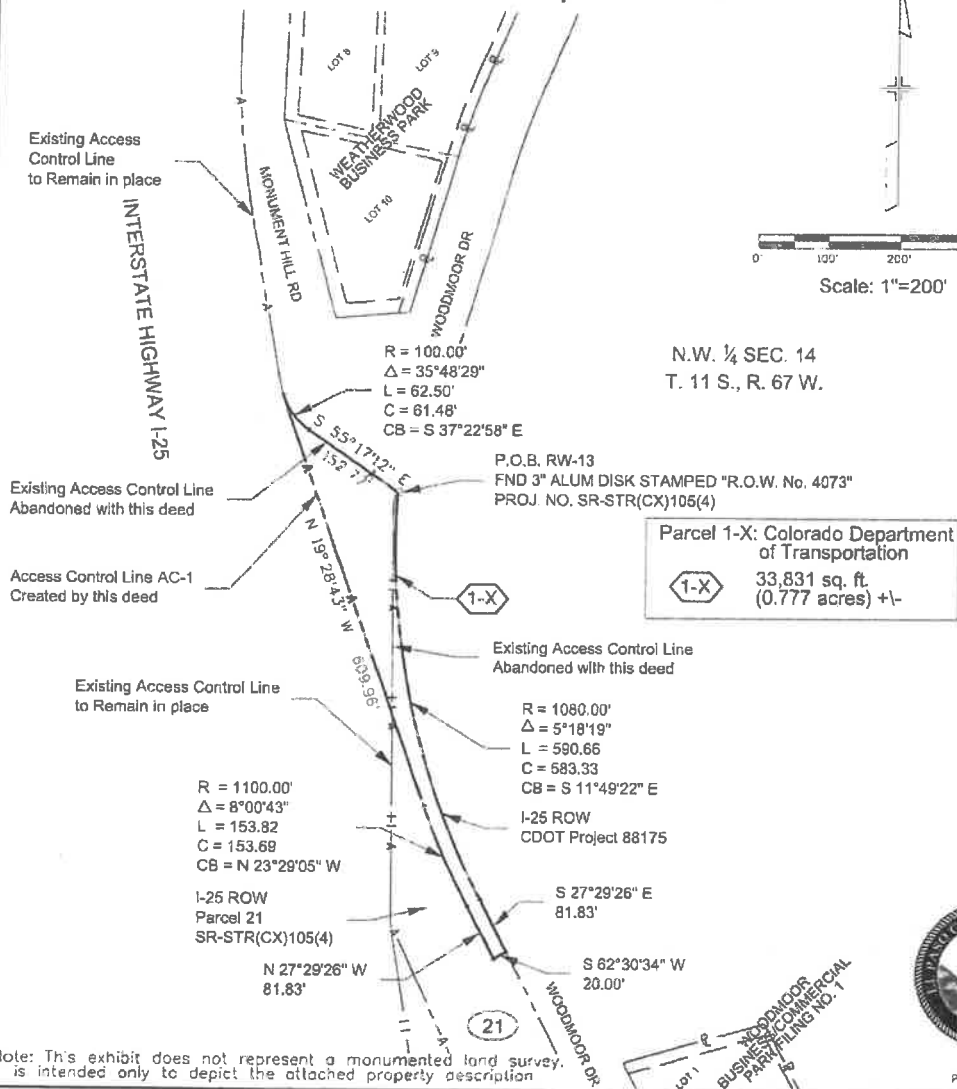 LOT 8
LOT 9
WEATHERWOOD
BUSINESS PARK
LOT 10
Existing Access
Control Line
to Remain in place
MONUMENT HILL RD
INTERSTATE HIGHWAY I-25
WOODMOOR DR
0'
100'
200'
Scale: 1"=200'
N.W. ¼ SEC. 14
T. 11 S., R. 67 W.
R = 100.00'
Δ = 35°48'29"
L = 62.50'
C = 61.48'
CB = S 37°22'58" E
S 55°17'12" E
152.77'
P.O.B. RW-13
FND 3" ALUM DISK STAMPED "R.O.W. No. 4073"
PROJ. NO. SR-STR(CX)105(4)
Existing Access Control Line
Abandoned with this deed
Parcel 1-X: Colorado Department
of Transportation
1-X
33,831 sq. ft.
(0.777 acres) +\-
Access Control Line AC-1
Created by this deed
N 19°28'43" W
609.96'
1-X
Existing Access Control Line
Abandoned with this deed
Existing Access Control Line
to Remain in place
R = 1080.00'
Δ = 5°18'19"
L = 590.66
C = 583.33
CB = S 11°49'22" E
R = 1100.00'
Δ = 8°00'43"
L = 153.82
C = 153.69
CB = N 23°29'05" W
I-25 ROW
CDOT Project 88175
I-25 ROW
Parcel 21
SR-STR(CX)105(4)
S 27°29'26" E
81.83'
N 27°29'26" W
81.83'
S 62°30'34" W
20.00'
21
WOODMOOR DR
LOT 1
WOODMOOR
BUSINESS/COMMERCIAL
PARK FILING NO. 1
Note: This exhibit does not represent a monumented land survey.
is intended only to depict the attached property description